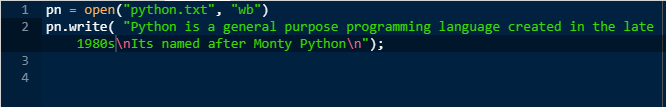 1 pn = open("python.txt", "wb")
2 pn.write( "Python is a general purpose programming language created in the late
1980s\nIts named after Monty Python\n");
3
4